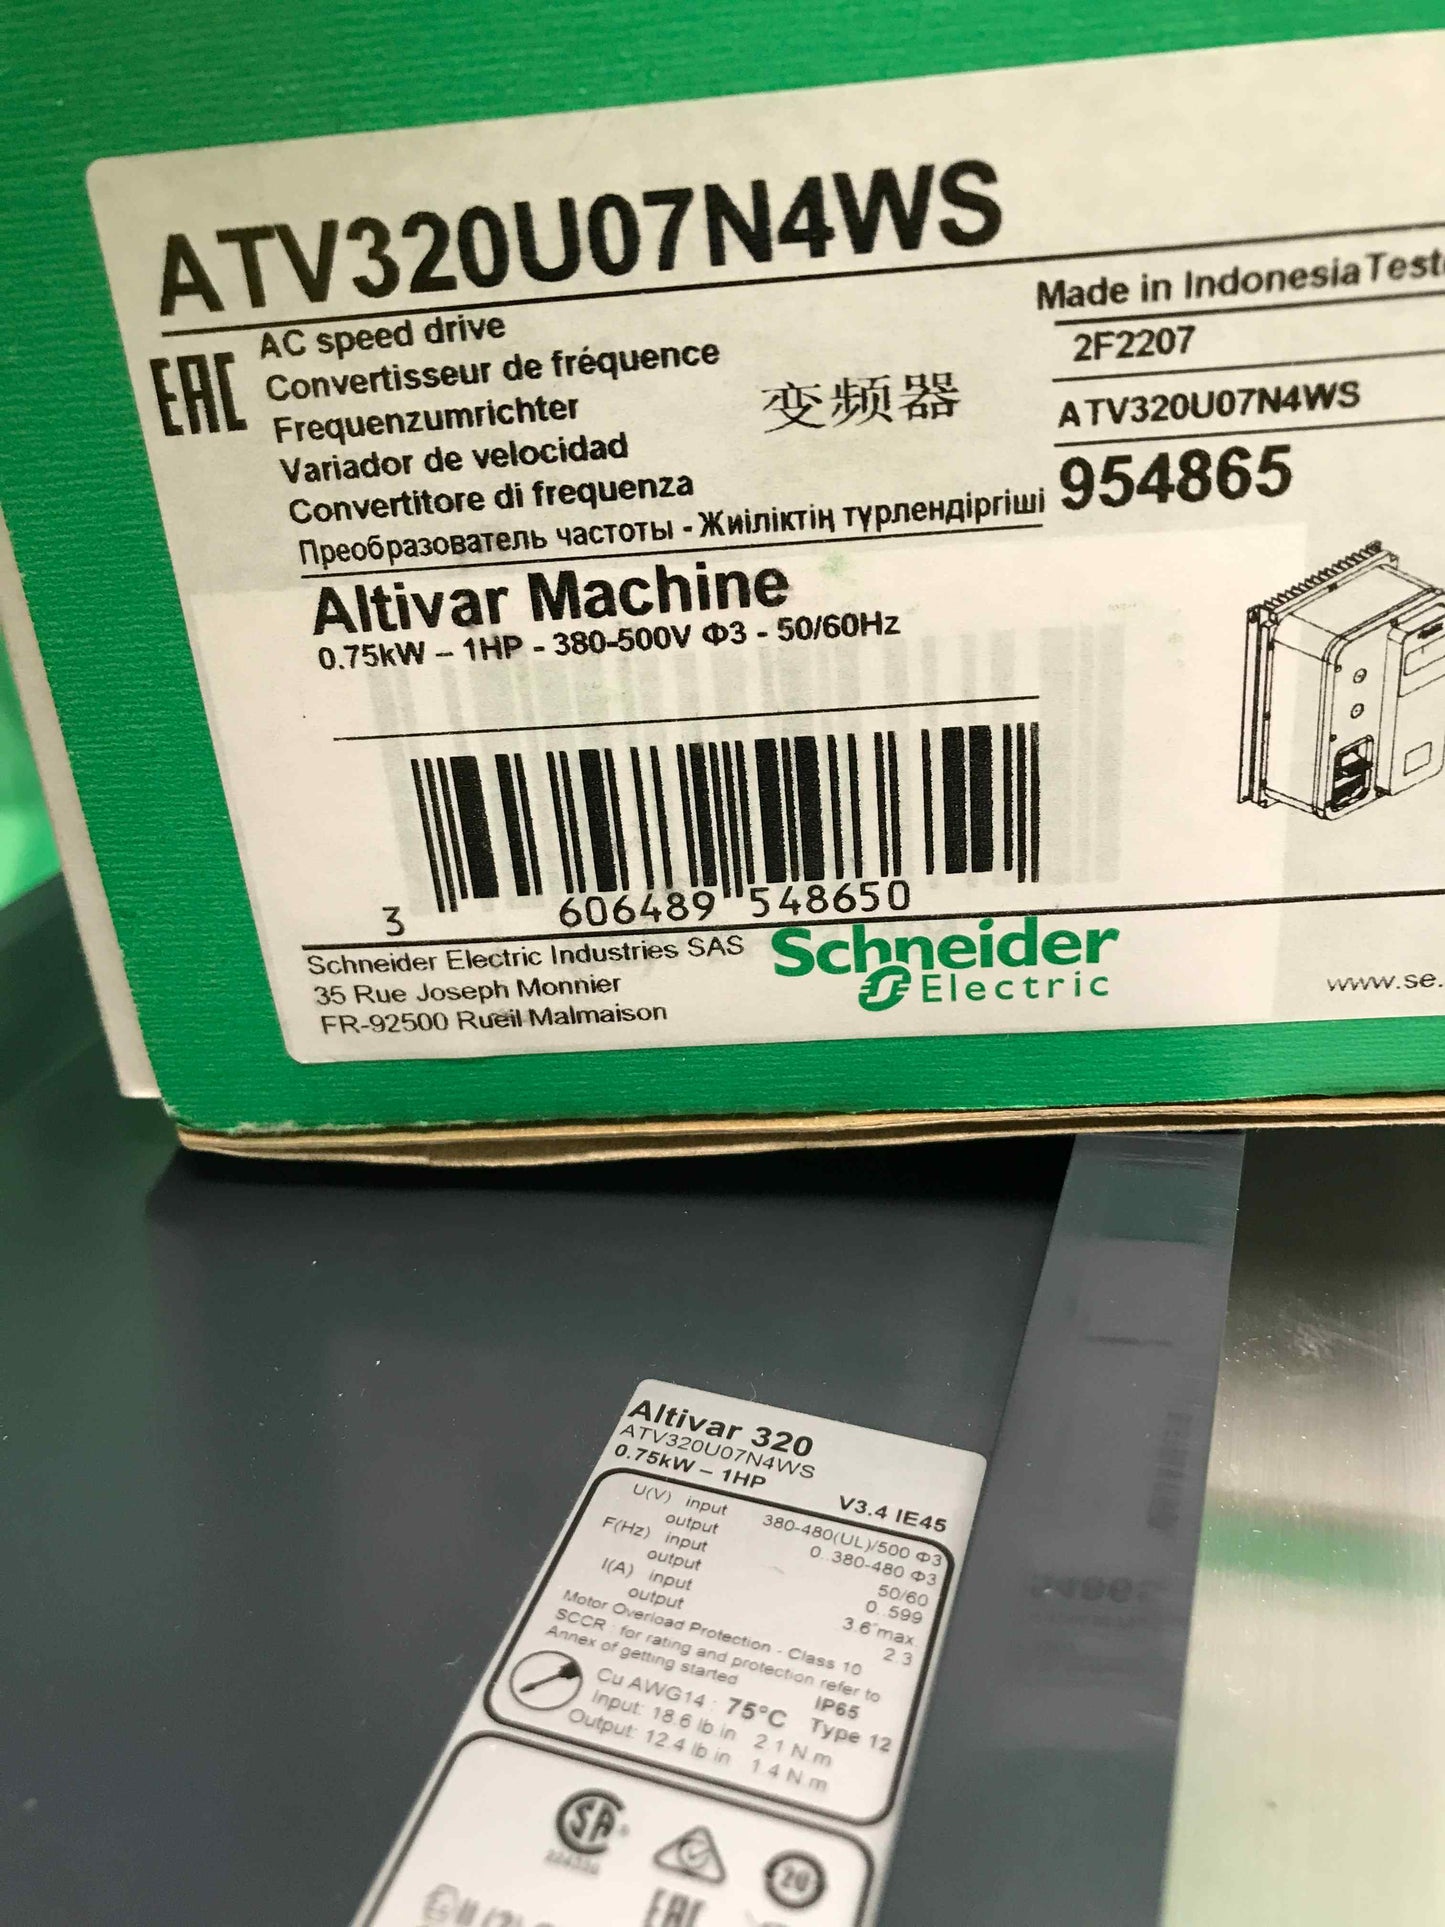 ATV320U07N4WS
EAC
AC speed drive
Convertisseur de fréquence
Frequenzumrichter
Variador de velocidad
Convertitore di frequenza
Преобразователь частоты - Жиіліктің түрлендіргіші
变频器
Made in Indonesia
2F2207
ATV320U07N4WS
954865
Altivar Machine
0.75kW – 1HP - 380-500V Φ3 - 50/60Hz
3 606489 548650
Schneider Electric Industries SAS
35 Rue Joseph Monnier
FR-92500 Rueil Malmaison
Schneider
Electric
www.se.
Altivar 320
ATV320U07N4WS
0.75kW – 1HP
V3.4 IE45
U(V) input 380-480(UL)/500 Φ3
output 0..380-480 Φ3
F(Hz) input 50/60
output 0..599
I(A) input 3.6*max.
output 2.3
Motor Overload Protection - Class 10
SCCR : for rating and protection refer to
Annex of getting started
IP65
Cu AWG14 : 75°C Type 12
Input: 18.6 lb in 2.1 N m
Output: 12.4 lb in 1.4 N m
SA
20
EAC